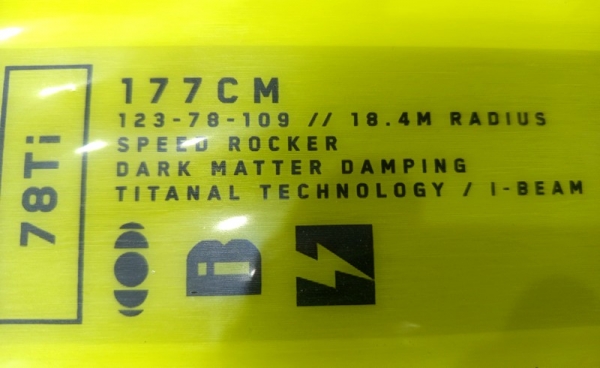 78Ti
177CM
123-78-109 // 18.4M RADIUS
SPEED ROCKER
DARK MATTER DAMPING
TITANAL TECHNOLOGY / I-BEAM